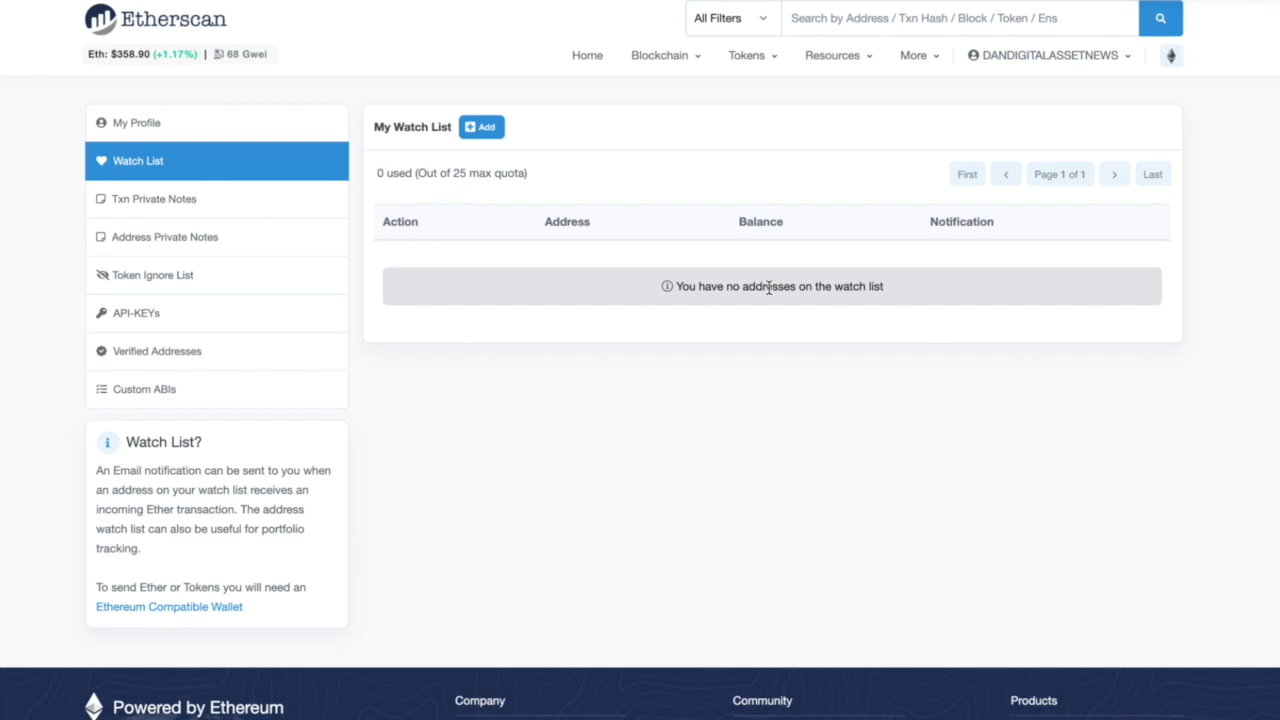 Etherscan
All Filters
Search by Address / Txn Hash / Block / Token / Ens
Eth: $358.90 (+1.17%) | 68 Gwei
Home
Blockchain
Tokens
Resources
More
DANDIGITALASSETNEWS
My Profile
Watch List
Txn Private Notes
Address Private Notes
Token Ignore List
API-KEYs
Verified Addresses
Custom ABIs
Watch List?
An Email notification can be sent to you when
an address on your watch list receives an
incoming Ether transaction. The address
watch list can also be useful for portfolio
tracking.
To send Ether or Tokens you will need an
Ethereum Compatible Wallet
My Watch List
Add
0 used (Out of 25 max quota)
First
Page 1 of 1
Last
Action
Address
Balance
Notification
You have no addresses on the watch list
Powered by Ethereum
Company
Community
Products